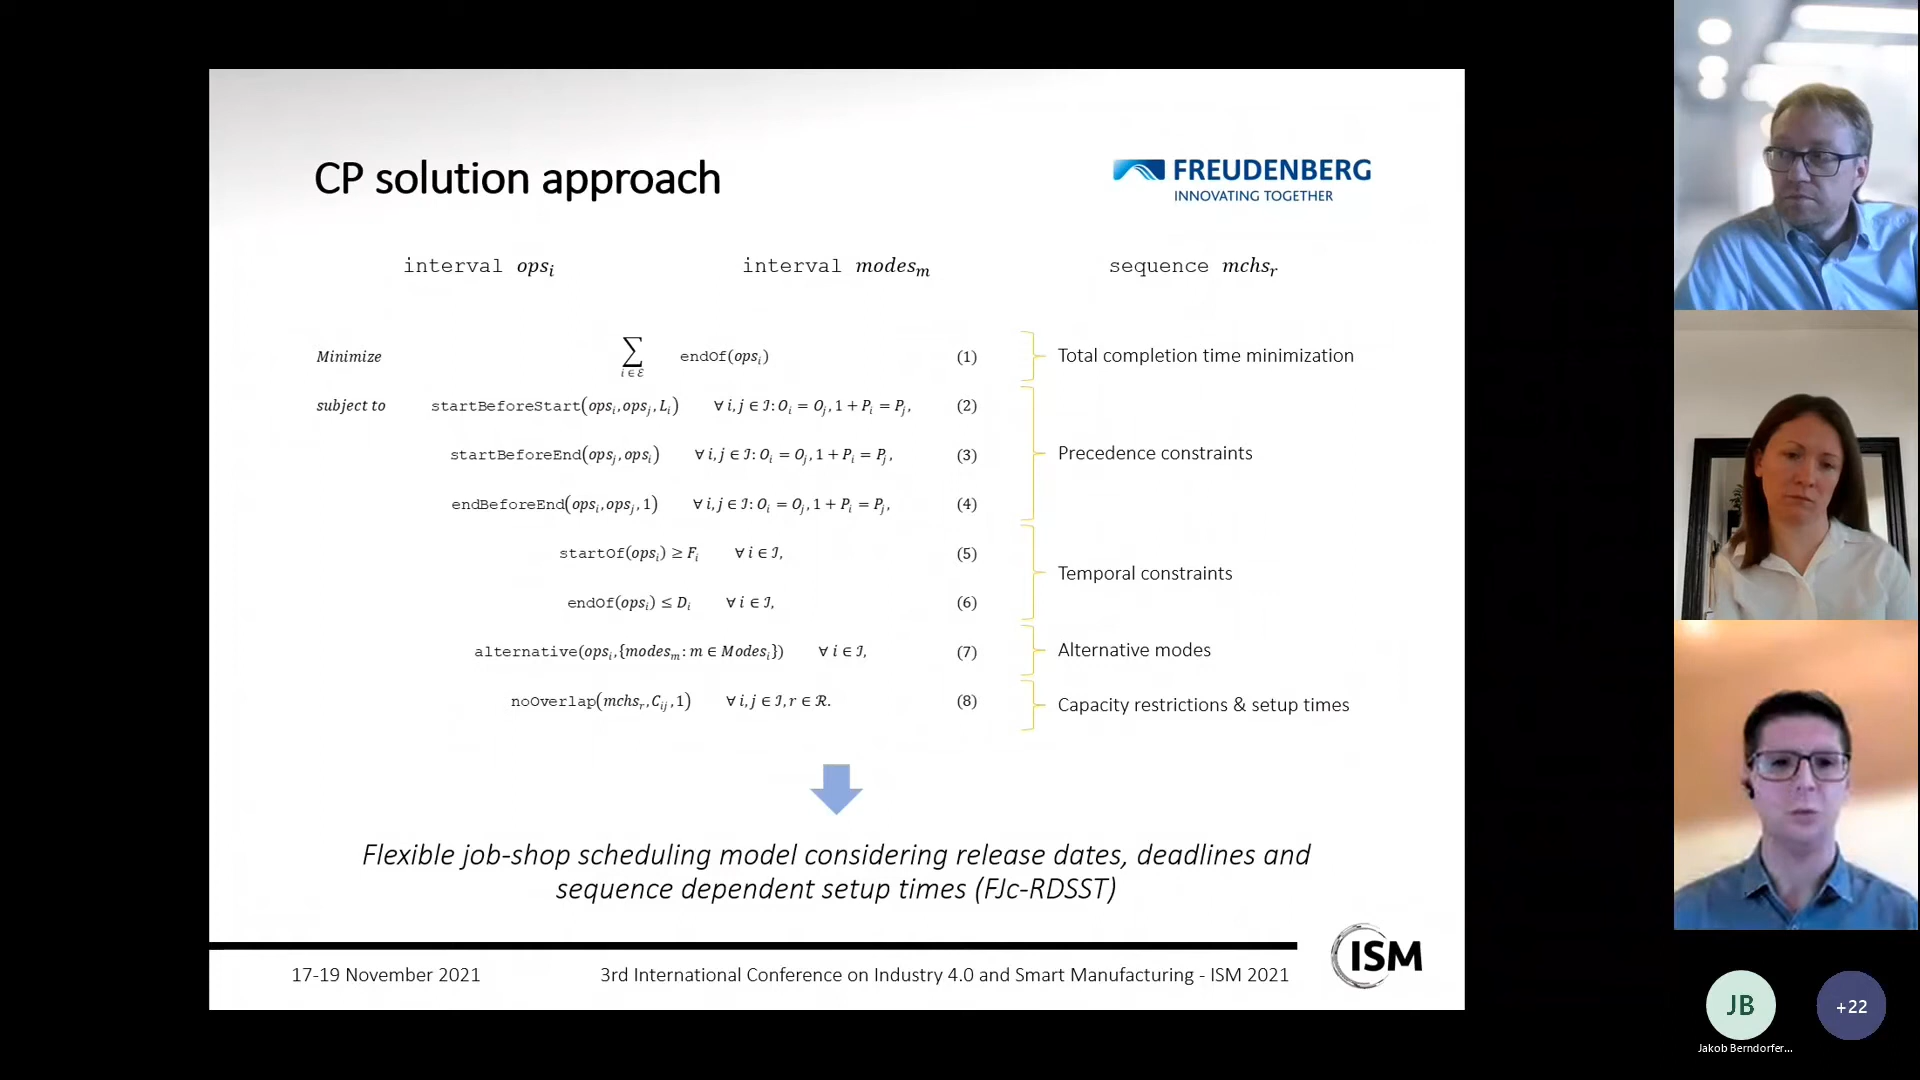 CP solution approach
FREUDENBERG
INNOVATING TOGETHER
interval opsᵢ
interval modesₘ
sequence mchsᵣ
Minimize ∑ i∈ℰ endOf(opsᵢ) (1) Total completion time minimization
subject to startBeforeStart(opsᵢ,opsⱼ,Lᵢ) ∀ i,j ∈ ℐ: Oᵢ = Oⱼ, 1 + Pᵢ = Pⱼ, (2)
startBeforeEnd(opsⱼ,opsᵢ) ∀ i,j ∈ ℐ: Oᵢ = Oⱼ, 1 + Pᵢ = Pⱼ, (3) Precedence constraints
endBeforeEnd(opsᵢ,opsⱼ,1) ∀ i,j ∈ ℐ: Oᵢ = Oⱼ, 1 + Pᵢ = Pⱼ, (4)
startOf(opsᵢ) ≥ Fᵢ ∀ i ∈ ℐ, (5)
Temporal constraints
endOf(opsᵢ) ≤ Dᵢ ∀ i ∈ ℐ, (6)
alternative(opsᵢ,{modesₘ: m ∈ Modesᵢ}) ∀ i ∈ ℐ, (7) Alternative modes
noOverlap(mchsᵣ,Cᵢⱼ,1) ∀ i,j ∈ ℐ, r ∈ ℛ. (8) Capacity restrictions & setup times
Flexible job-shop scheduling model considering release dates, deadlines and
sequence dependent setup times (FJc-RDSST)
ISM
17-19 November 2021
3rd International Conference on Industry 4.0 and Smart Manufacturing - ISM 2021
JB
+22
Jakob Berndorfer...